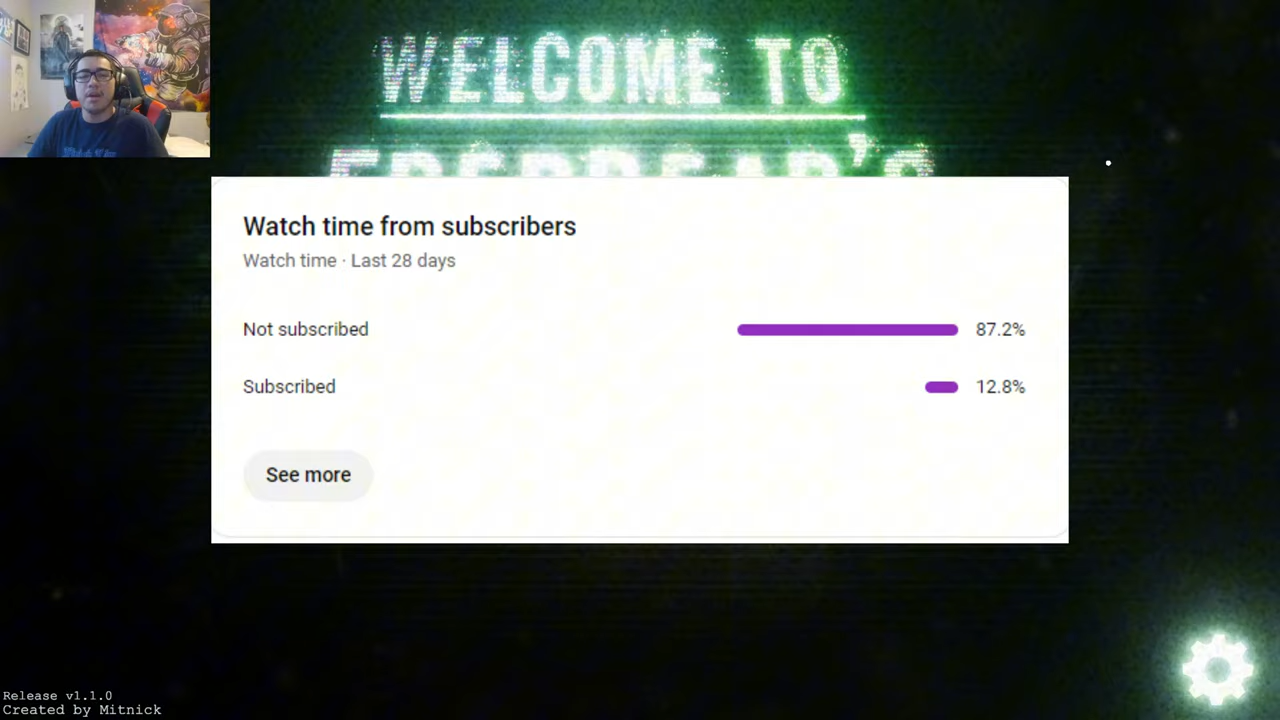 WELCOME TO
Watch time from subscribers
Watch time · Last 28 days
Not subscribed 87.2%
Subscribed 12.8%
See more
Release v1.1.0
Created by Mitnick